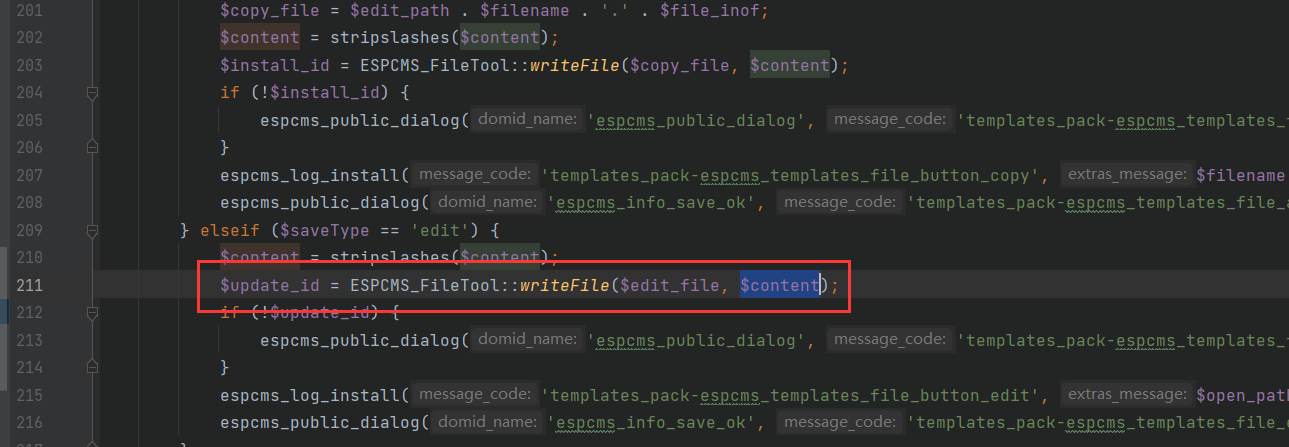 201 $copy_file = $edit_path . $filename . '.' . $file_inof;
202 $content = stripslashes($content);
203 $install_id = ESPCMS_FileTool::writeFile($copy_file, $content);
204 if (!$install_id) {
205 espcms_public_dialog( domid_name: 'espcms_public_dialog', message_code: 'templates_pack-espcms_templates_
206 }
207 espcms_log_install( message_code: 'templates_pack-espcms_templates_file_button_copy', extras_message: $filename
208 espcms_public_dialog( domid_name: 'espcms_info_save_ok', message_code: 'templates_pack-espcms_templates_file_
209 } elseif ($saveType == 'edit') {
210 $content = stripslashes($content);
211 $update_id = ESPCMS_FileTool::writeFile($edit_file, $content);
212 if (!$update_id) {
213 espcms_public_dialog( domid_name: 'espcms_public_dialog', message_code: 'templates_pack-espcms_templates_
214 }
215 espcms_log_install( message_code: 'templates_pack-espcms_templates_file_button_edit', extras_message: $open_pat
216 espcms_public_dialog( domid_name: 'espcms_info_save_ok', message_code: 'templates_pack-espcms_templates_file_